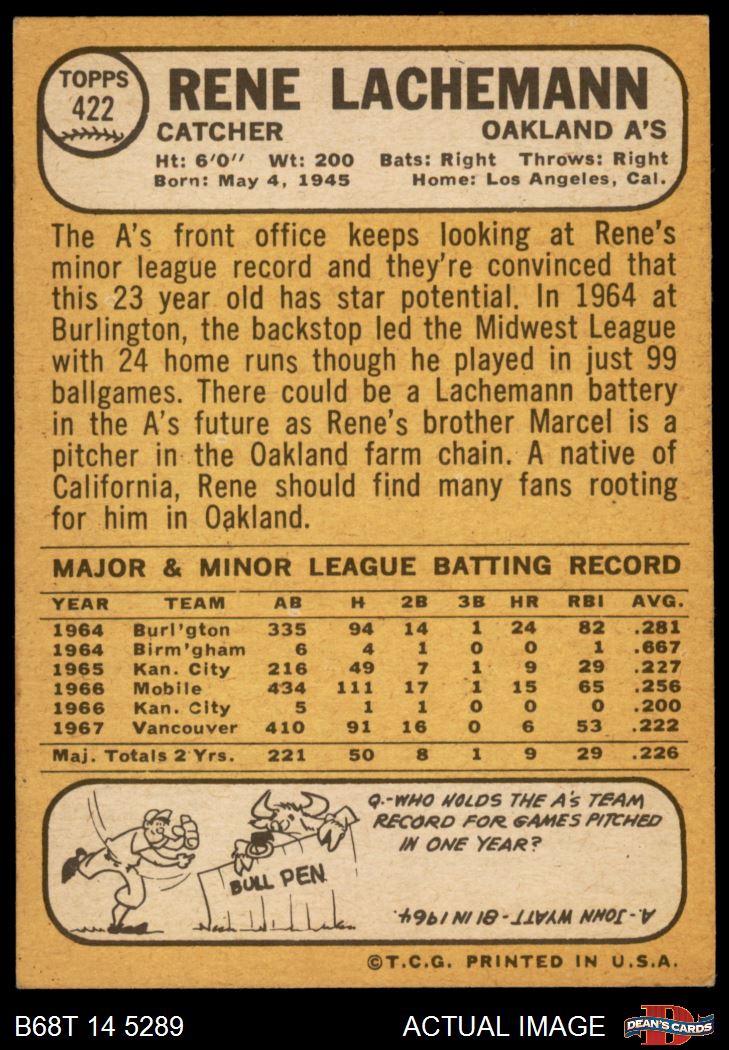 TOPPS
422
RENE LACHEMANN
CATCHER OAKLAND A'S
Ht: 6'0" Wt: 200 Bats: Right Throws: Right
Born: May 4, 1945 Home: Los Angeles, Cal.
The A's front office keeps looking at Rene's
minor league record and they're convinced that
this 23 year old has star potential. In 1964 at
Burlington, the backstop led the Midwest League
with 24 home runs though he played in just 99
ballgames. There could be a Lachemann battery
in the A's future as Rene's brother Marcel is a
pitcher in the Oakland farm chain. A native of
California, Rene should find many fans rooting
for him in Oakland.
MAJOR & MINOR LEAGUE BATTING RECORD
YEAR TEAM AB H 2B 3B HR RBI AVG.
1964 Burl'gton 335 94 14 1 24 82 .281
1964 Birm'gham 6 4 1 0 0 1 .667
1965 Kan. City 216 49 7 1 9 29 .227
1966 Mobile 434 111 17 1 15 65 .256
1966 Kan. City 5 1 1 0 0 0 .200
1967 Vancouver 410 91 16 0 6 53 .222
Maj. Totals 2 Yrs. 221 50 8 1 9 29 .226
Q.-WHO HOLDS THE A's TEAM
RECORD FOR GAMES PITCHED
IN ONE YEAR?
BULL PEN
A.-JOHN WYATT-81 IN 1964.
©T.C.G. PRINTED IN U.S.A.
B68T 14 5289 ACTUAL IMAGE DEAN'S CARDS